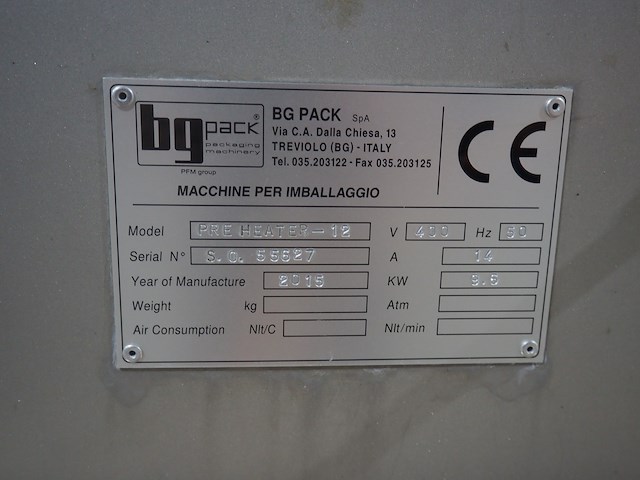 bg pack®
packaging
machinery
PFM group
BG PACK SpA
Via C.A. Dalla Chiesa, 13
TREVIOLO (BG) - ITALY
Tel. 035.203122 - Fax 035.203125
CE
MACCHINE PER IMBALLAGGIO
Model PRE HEATER-12 V 400 Hz 50
Serial N° S.O. 55627 A 14
Year of Manufacture 2015 KW 9.5
Weight kg Atm
Air Consumption Nlt/C Nlt/min